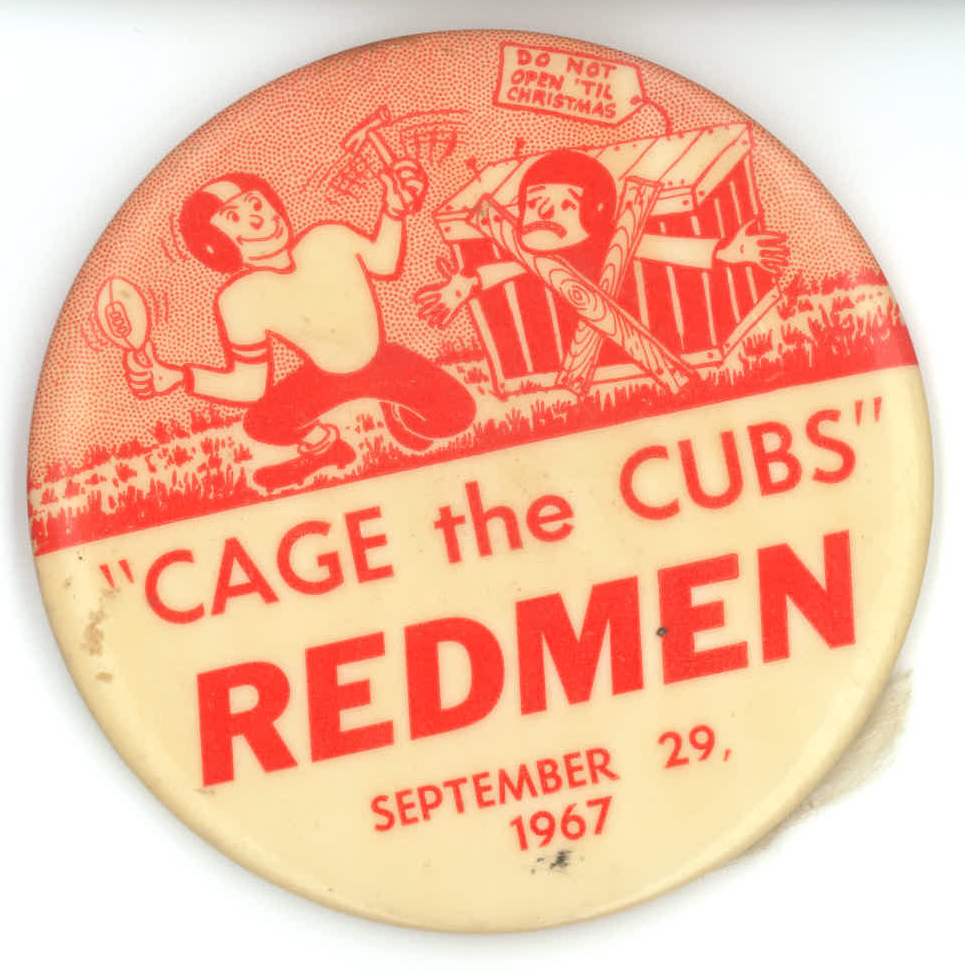 DO NOT
OPEN 'TIL
CHRISTMAS
"CAGE the CUBS"
REDMEN
SEPTEMBER 29,
1967